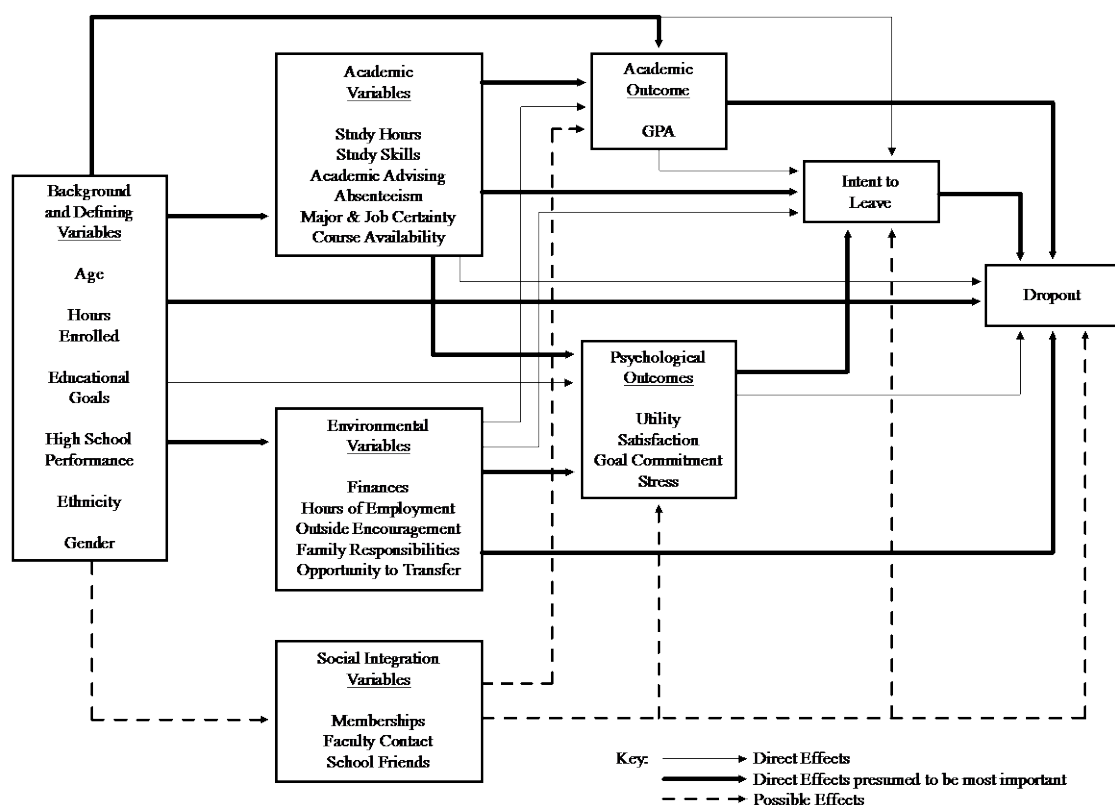 Background
and Defining
Variables
Age
Hours
Enrolled
Educational
Goals
High School
Performance
Ethnicity
Gender
Academic
Variables
Study Hours
Study Skills
Academic Advising
Absenteeism
Major & Job Certainty
Course Availability
Environmental
Variables
Finances
Hours of Employment
Outside Encouragement
Family Responsibilities
Opportunity to Transfer
Social Integration
Variables
Memberships
Faculty Contact
School Friends
Academic
Outcome
GPA
Psychological
Outcomes
Utility
Satisfaction
Goal Commitment
Stress
Intent to
Leave
Dropout
Key:
Direct Effects
Direct Effects presumed to be most important
Possible Effects